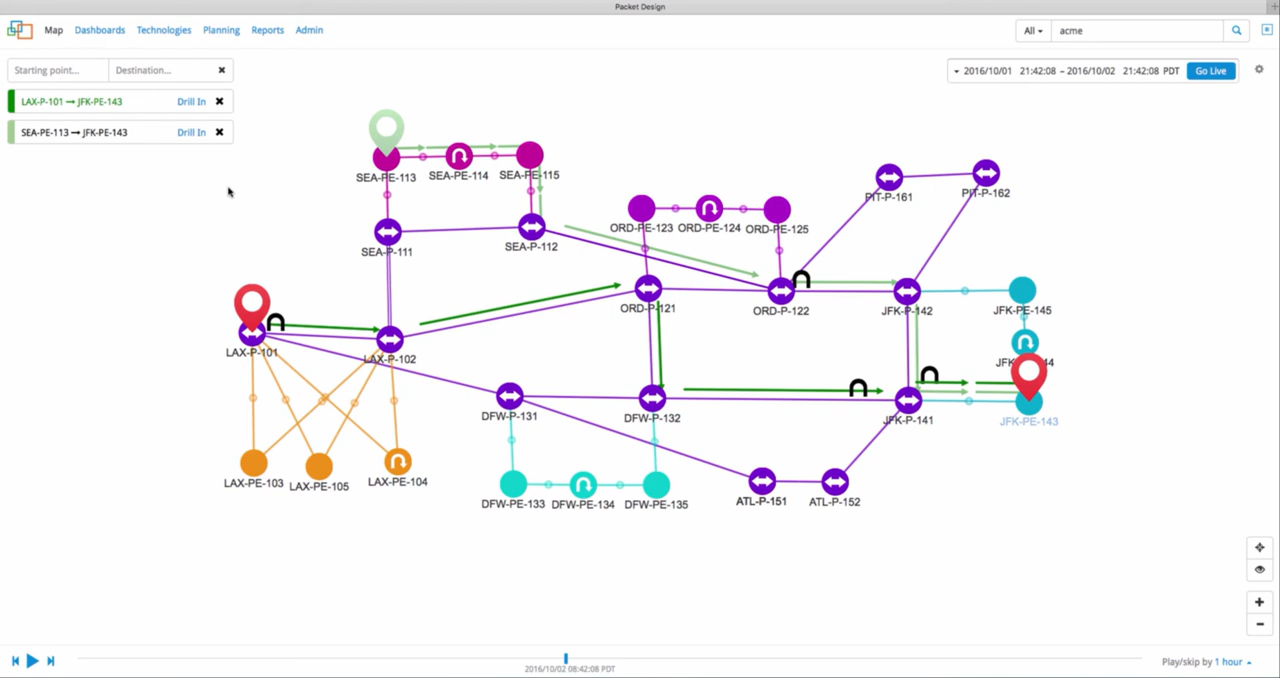 Packet Design
Map Dashboards Technologies Planning Reports Admin
All acme
Starting point... Destination...
2016/10/01 21:42:08 – 2016/10/02 21:42:08 PDT Go Live
LAX-P-101 → JFK-PE-143 Drill In
SEA-PE-113 → JFK-PE-143 Drill In
SEA-PE-113 SEA-PE-114 SEA-PE-115
PIT-P-161 PIT-P-162
ORD-PE-123 ORD-PE-124 ORD-PE-125
SEA-P-111 SEA-P-112
ORD-P-121 ORD-P-122 JFK-P-142 JFK-PE-145
LAX-P-101 LAX-P-102
DFW-P-131 DFW-P-132 JFK-P-141 JFK-PE-143
LAX-PE-103 LAX-PE-105 LAX-PE-104
DFW-PE-133 DFW-PE-134 DFW-PE-135 ATL-P-151 ATL-P-152
2016/10/02 08:42:08 PDT
Play/skip by 1 hour